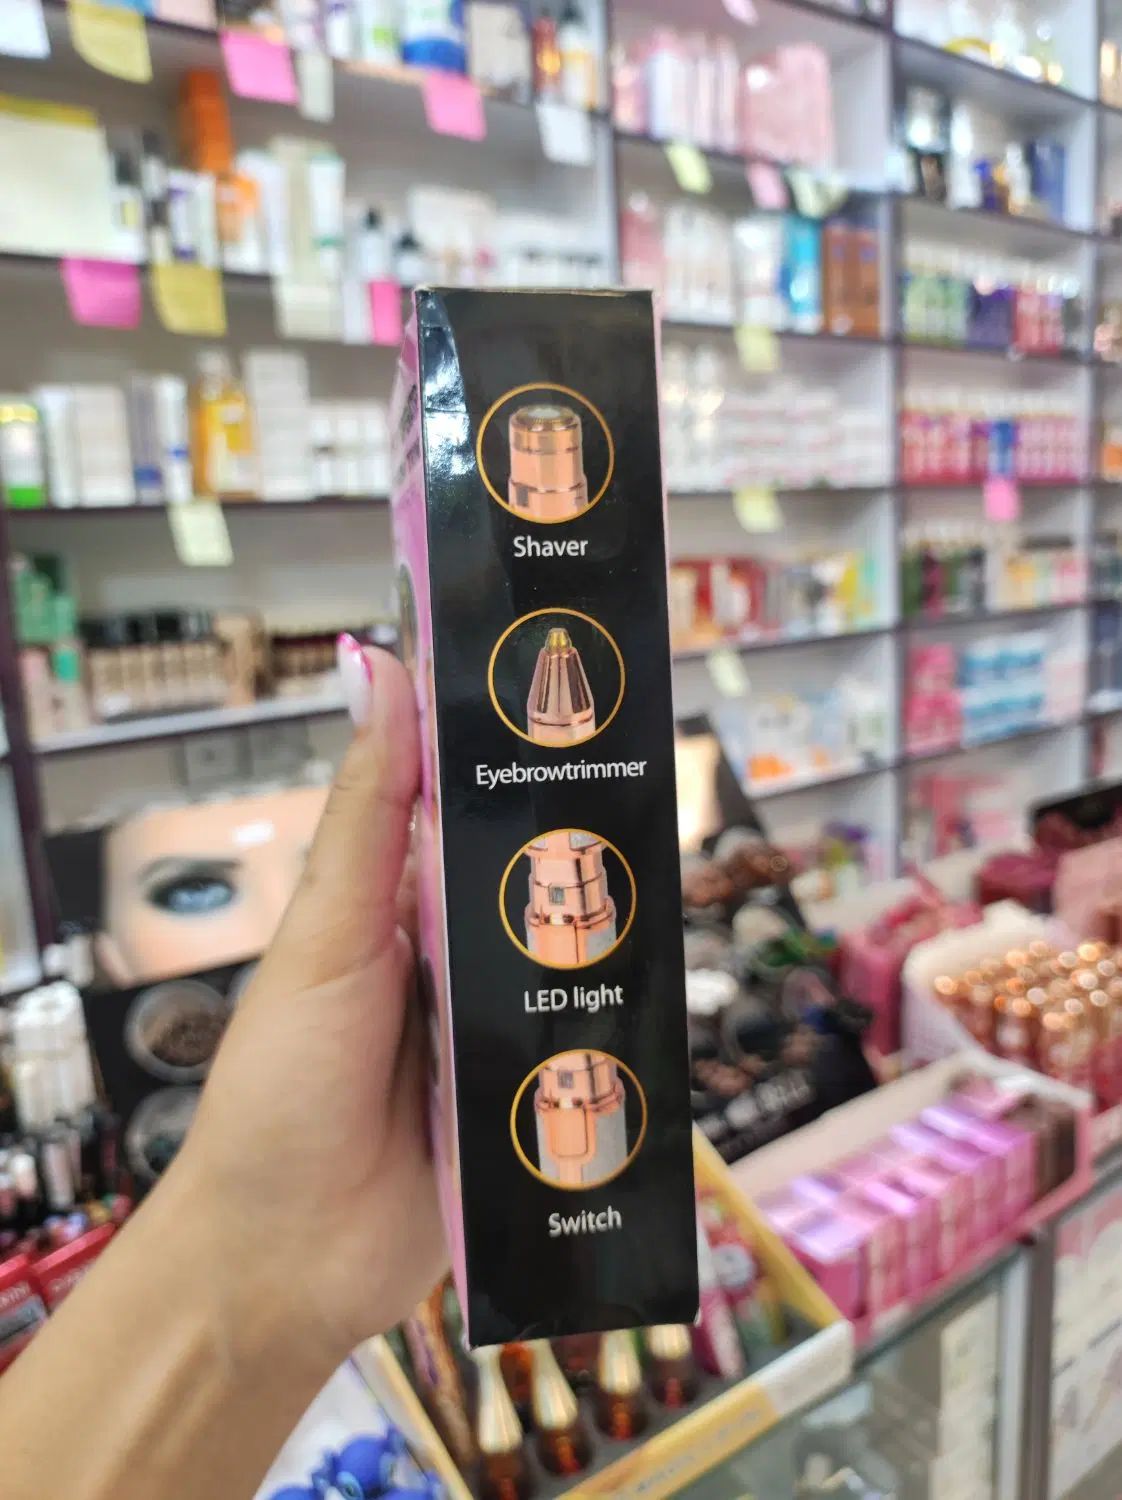 Shaver
Eyebrowtrimmer
LED light
Switch